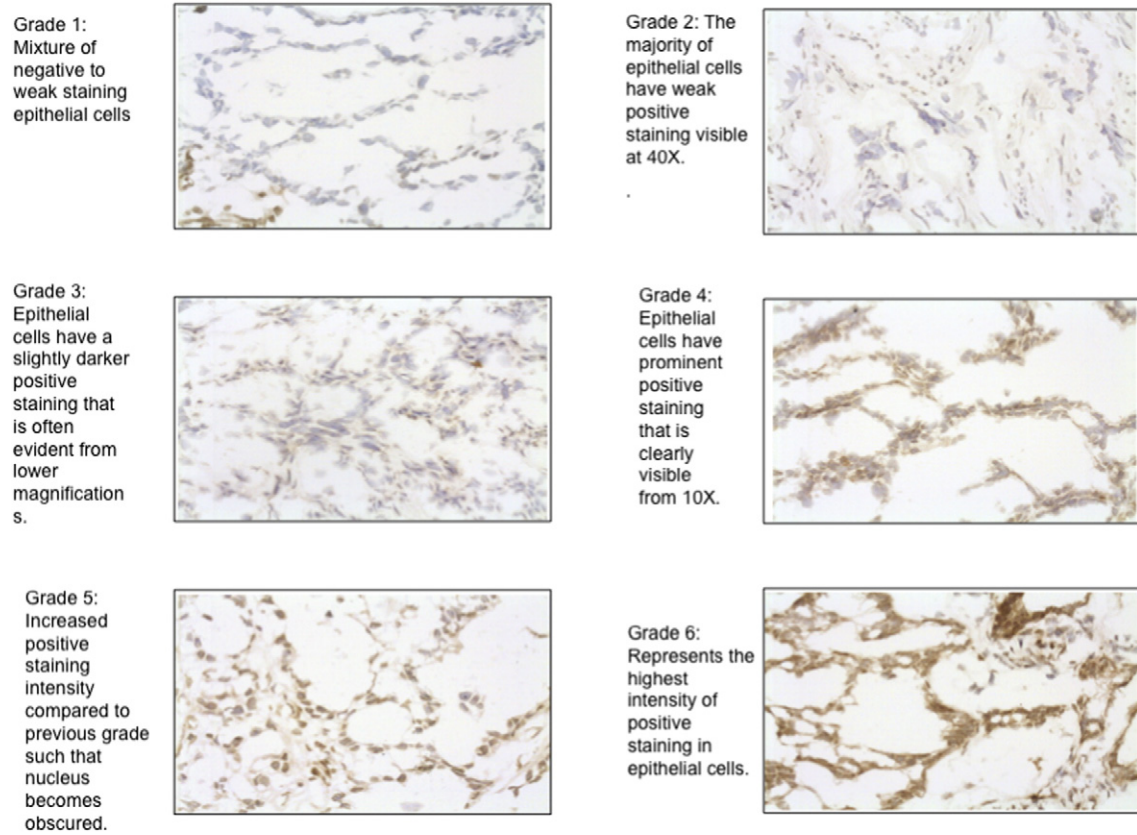 Grade 1:
Mixture of
negative to
weak staining
epithelial cells
Grade 2: The
majority of
epithelial cells
have weak
positive
staining visible
at 40X.
.
Grade 3:
Epithelial
cells have a
slightly darker
positive
staining that
is often
evident from
lower
magnification
s.
Grade 4:
Epithelial
cells have
prominent
positive
staining
that is
clearly
visible
from 10X.
Grade 5:
Increased
positive
staining
intensity
compared to
previous grade
such that
nucleus
becomes
obscured.
Grade 6:
Represents the
highest
intensity of
positive
staining in
epithelial cells.